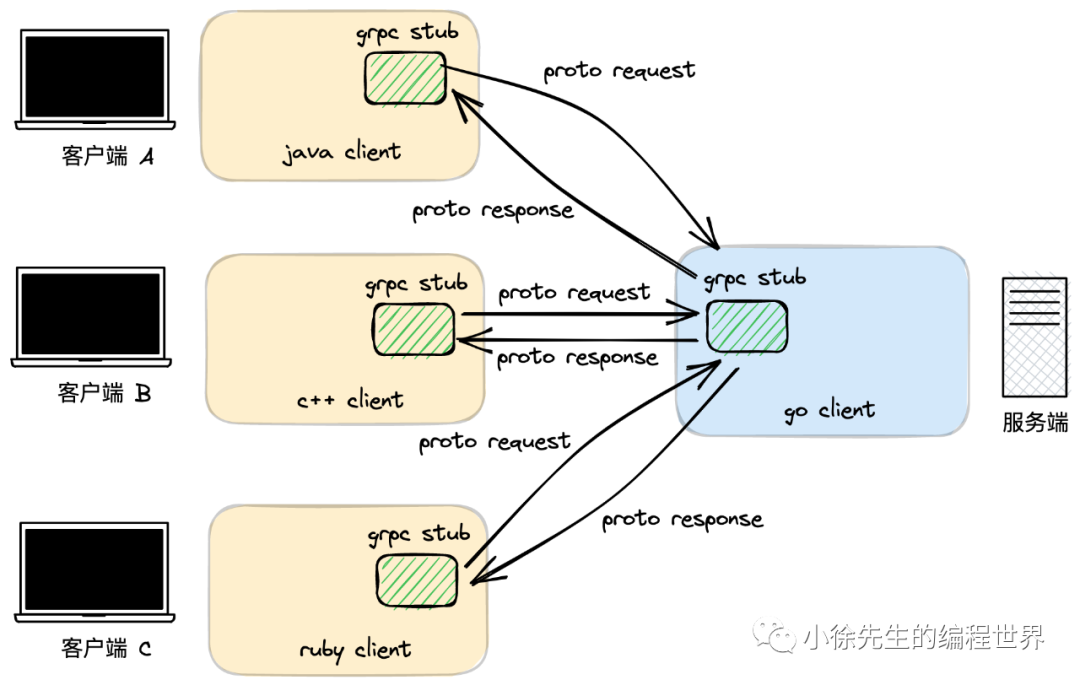 grpc stub
proto request
java client
客户端 A
proto response
grpc stub
grpc stub
proto request
proto response
客户端 B
c++ client
go client
服务端
proto request
proto response
grpc stub
客户端 C
ruby client
小徐先生的编程世界